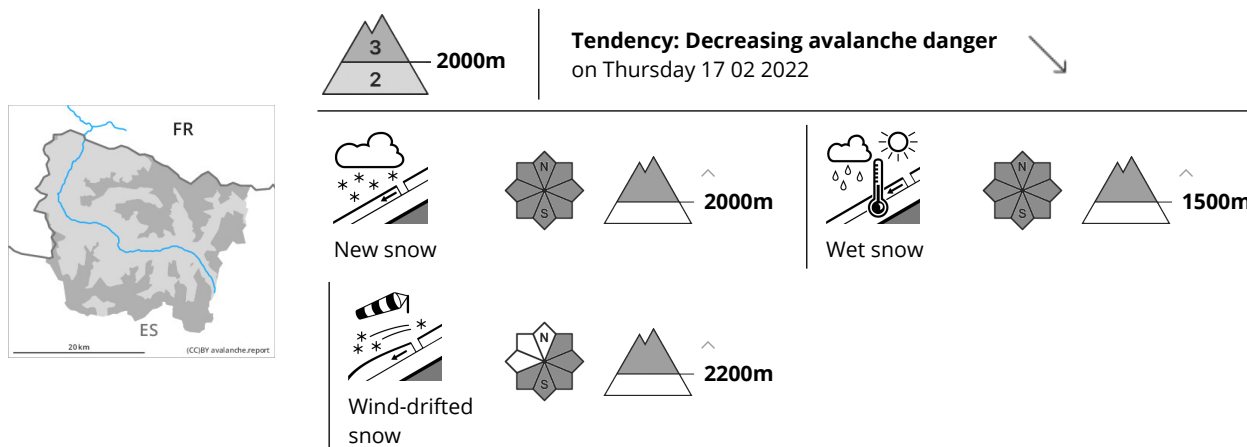 3
2
2000m
Tendency: Decreasing avalanche danger
on Thursday 17 02 2022
FR
ES
20 km
(CC)BY avalanche.report
N
S
2000m
New snow
N
S
1500m
Wet snow
N
S
2200m
Wind-drifted
snow